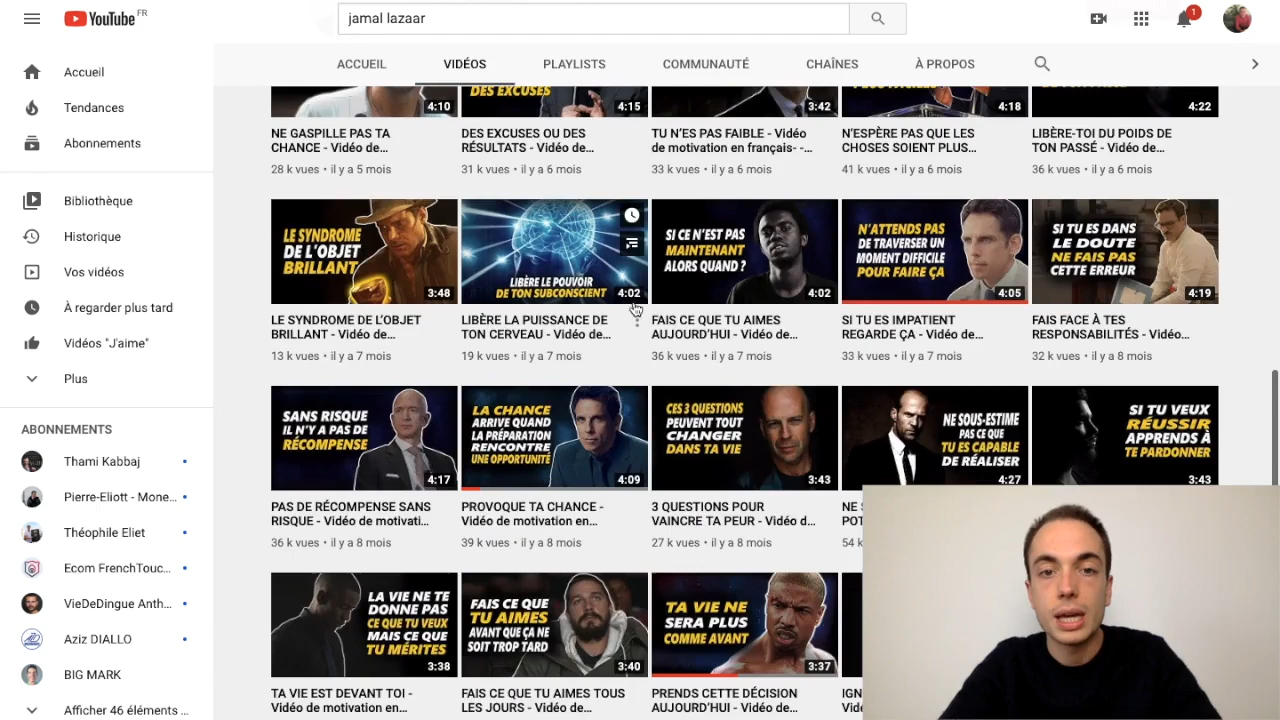 YouTube FR
jamal lazaar
1
ACCUEIL VIDÉOS PLAYLISTS COMMUNAUTÉ CHAÎNES À PROPOS
Accueil
Tendances
Abonnements
Bibliothèque
Historique
Vos vidéos
À regarder plus tard
Vidéos "J'aime"
Plus
ABONNEMENTS
Thami Kabbaj
Pierre-Eliott - Mone...
Théophile Eliet
Ecom FrenchTouc...
VieDeDingue Anth...
Aziz DIALLO
BIG MARK
Afficher 46 éléments ...
4:10
NE GASPILLE PAS TA
CHANCE - Vidéo de...
28 k vues • il y a 5 mois
DES EXCUSES
4:15
DES EXCUSES OU DES
RÉSULTATS - Vidéo de...
31 k vues • il y a 6 mois
3:42
TU N'ES PAS FAIBLE - Vidéo
de motivation en français- -...
33 k vues • il y a 6 mois
4:18
N'ESPÈRE PAS QUE LES
CHOSES SOIENT PLUS...
41 k vues • il y a 6 mois
4:22
LIBÈRE-TOI DU POIDS DE
TON PASSÉ - Vidéo de...
36 k vues • il y a 6 mois
LE SYNDROME
DE L'OBJET
BRILLANT
3:48
LE SYNDROME DE L'OBJET
BRILLANT - Vidéo de...
13 k vues • il y a 7 mois
LIBÈRE LE POUVOIR
DE TON SUBCONSCIENT
4:02
LIBÈRE LA PUISSANCE DE
TON CERVEAU - Vidéo de...
19 k vues • il y a 7 mois
SI CE N'EST PAS
MAINTENANT
ALORS QUAND ?
4:02
FAIS CE QUE TU AIMES
AUJOURD'HUI - Vidéo de...
36 k vues • il y a 7 mois
N'ATTENDS PAS
DE TRAVERSER UN
MOMENT DIFFICILE
POUR FAIRE ÇA
4:05
SI TU ES IMPATIENT
REGARDE ÇA - Vidéo de...
33 k vues • il y a 7 mois
SI TU ES DANS
LE DOUTE
NE FAIS PAS
CETTE ERREUR
4:19
FAIS FACE À TES
RESPONSABILITÉS - Vidéo...
32 k vues • il y a 8 mois
SANS RISQUE
IL N'Y A PAS DE
RÉCOMPENSE
4:17
PAS DE RÉCOMPENSE SANS
RISQUE - Vidéo de motivati...
36 k vues • il y a 8 mois
LA CHANCE
ARRIVE QUAND
LA PRÉPARATION
RENCONTRE
UNE OPPORTUNITÉ
4:09
PROVOQUE TA CHANCE -
Vidéo de motivation en...
39 k vues • il y a 8 mois
CES 3 QUESTIONS
PEUVENT TOUT
CHANGER
DANS TA VIE
3:43
3 QUESTIONS POUR
VAINCRE TA PEUR - Vidéo d...
27 k vues • il y a 8 mois
NE SOUS-ESTIME
PAS CE QUE
TU ES CAPABLE
DE RÉALISER
4:27
NE S
POT
54 k
SI TU VEUX
RÉUSSIR
APPRENDS À
TE PARDONNER
3:43
LA VIE NE TE
DONNE PAS
CE QUE TU VEUX
MAIS CE QUE
TU MÉRITES
3:38
TA VIE EST DEVANT TOI -
Vidéo de motivation en...
FAIS CE QUE
TU AIMES
AVANT QUE ÇA NE
SOIT TROP TARD
3:40
FAIS CE QUE TU AIMES TOUS
LES JOURS - Vidéo de...
TA VIE NE
SERA PLUS
COMME AVANT
3:37
PRENDS CETTE DÉCISION
AUJOURD'HUI - Vidéo de...
IGN
Vide